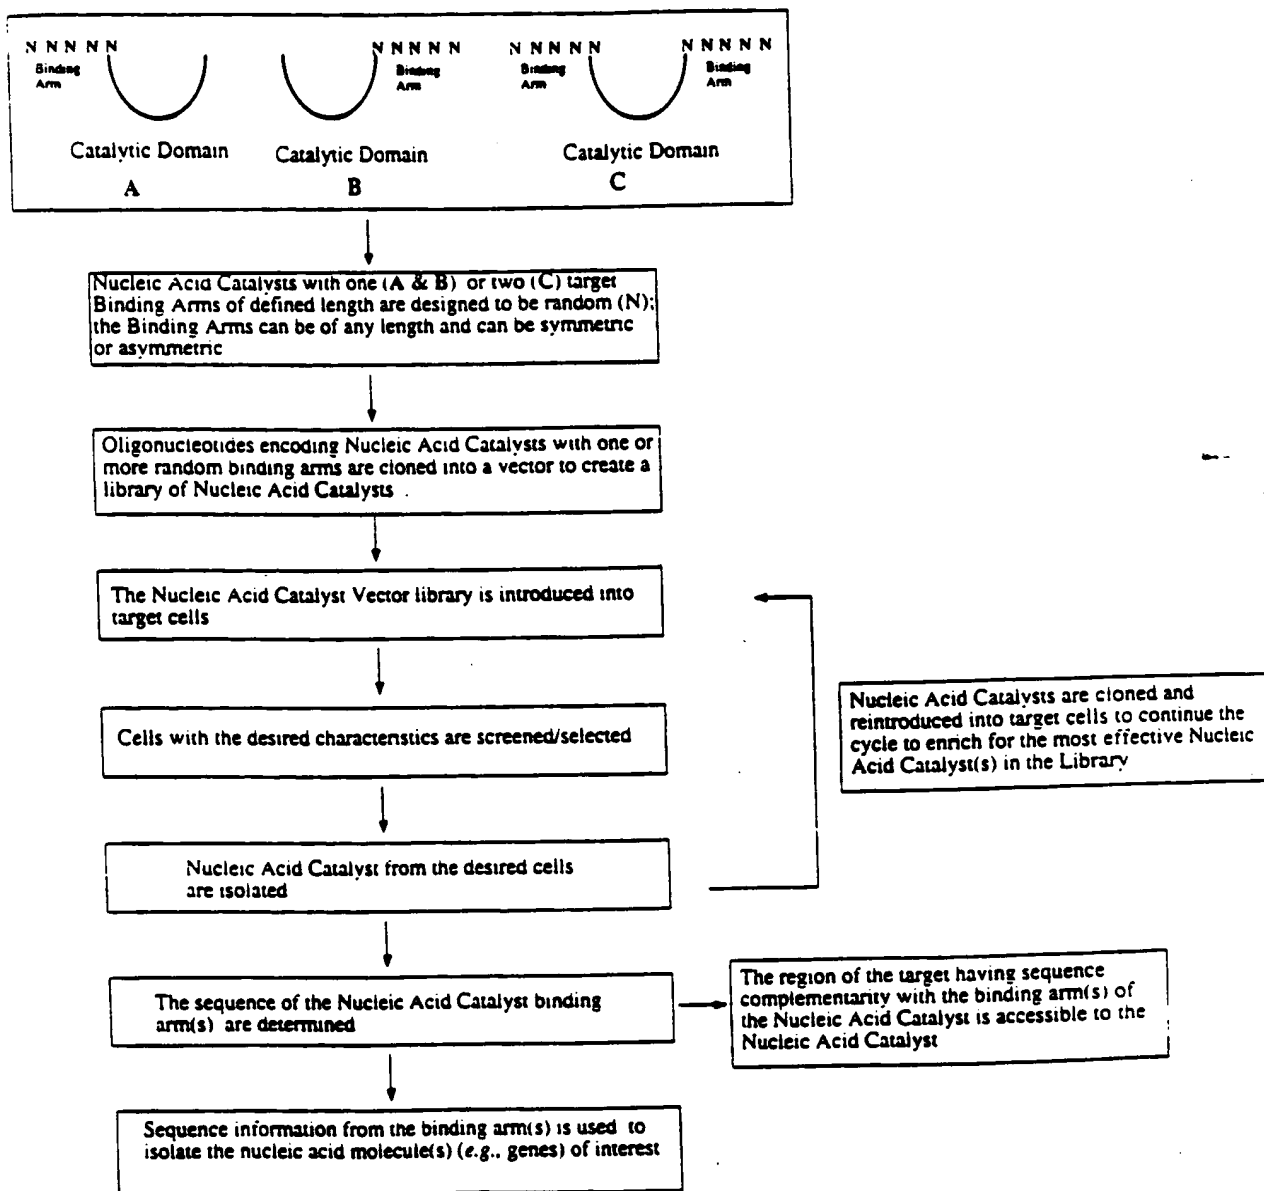 N N N N N
N N N N N
N N N N N
N N N N N
Binding
Arm
Binding
Arm
Binding
Arm
Binding
Arm
Catalytic Domain
Catalytic Domain
Catalytic Domain
A
B
C
Nucleic Acid Catalysts with one (A & B) or two (C) target
Binding Arms of defined length are designed to be random (N);
the Binding Arms can be of any length and can be symmetric
or asymmetric
Oligonucleotides encoding Nucleic Acid Catalysts with one or
more random binding arms are cloned into a vector to create a
library of Nucleic Acid Catalysts .
The Nucleic Acid Catalyst Vector library is introduced into
target cells
Cells with the desired characteristics are screened/selected
Nucleic Acid Catalysts are cloned and
reintroduced into target cells to continue the
cycle to enrich for the most effective Nucleic
Acid Catalyst(s) in the Library
Nucleic Acid Catalyst from the desired cells
are isolated
The sequence of the Nucleic Acid Catalyst binding
arm(s) are determined
The region of the target having sequence
complementarity with the binding arm(s) of
the Nucleic Acid Catalyst is accessible to the
Nucleic Acid Catalyst
Sequence information from the binding arm(s) is used to
isolate the nucleic acid molecule(s) (e.g., genes) of interest